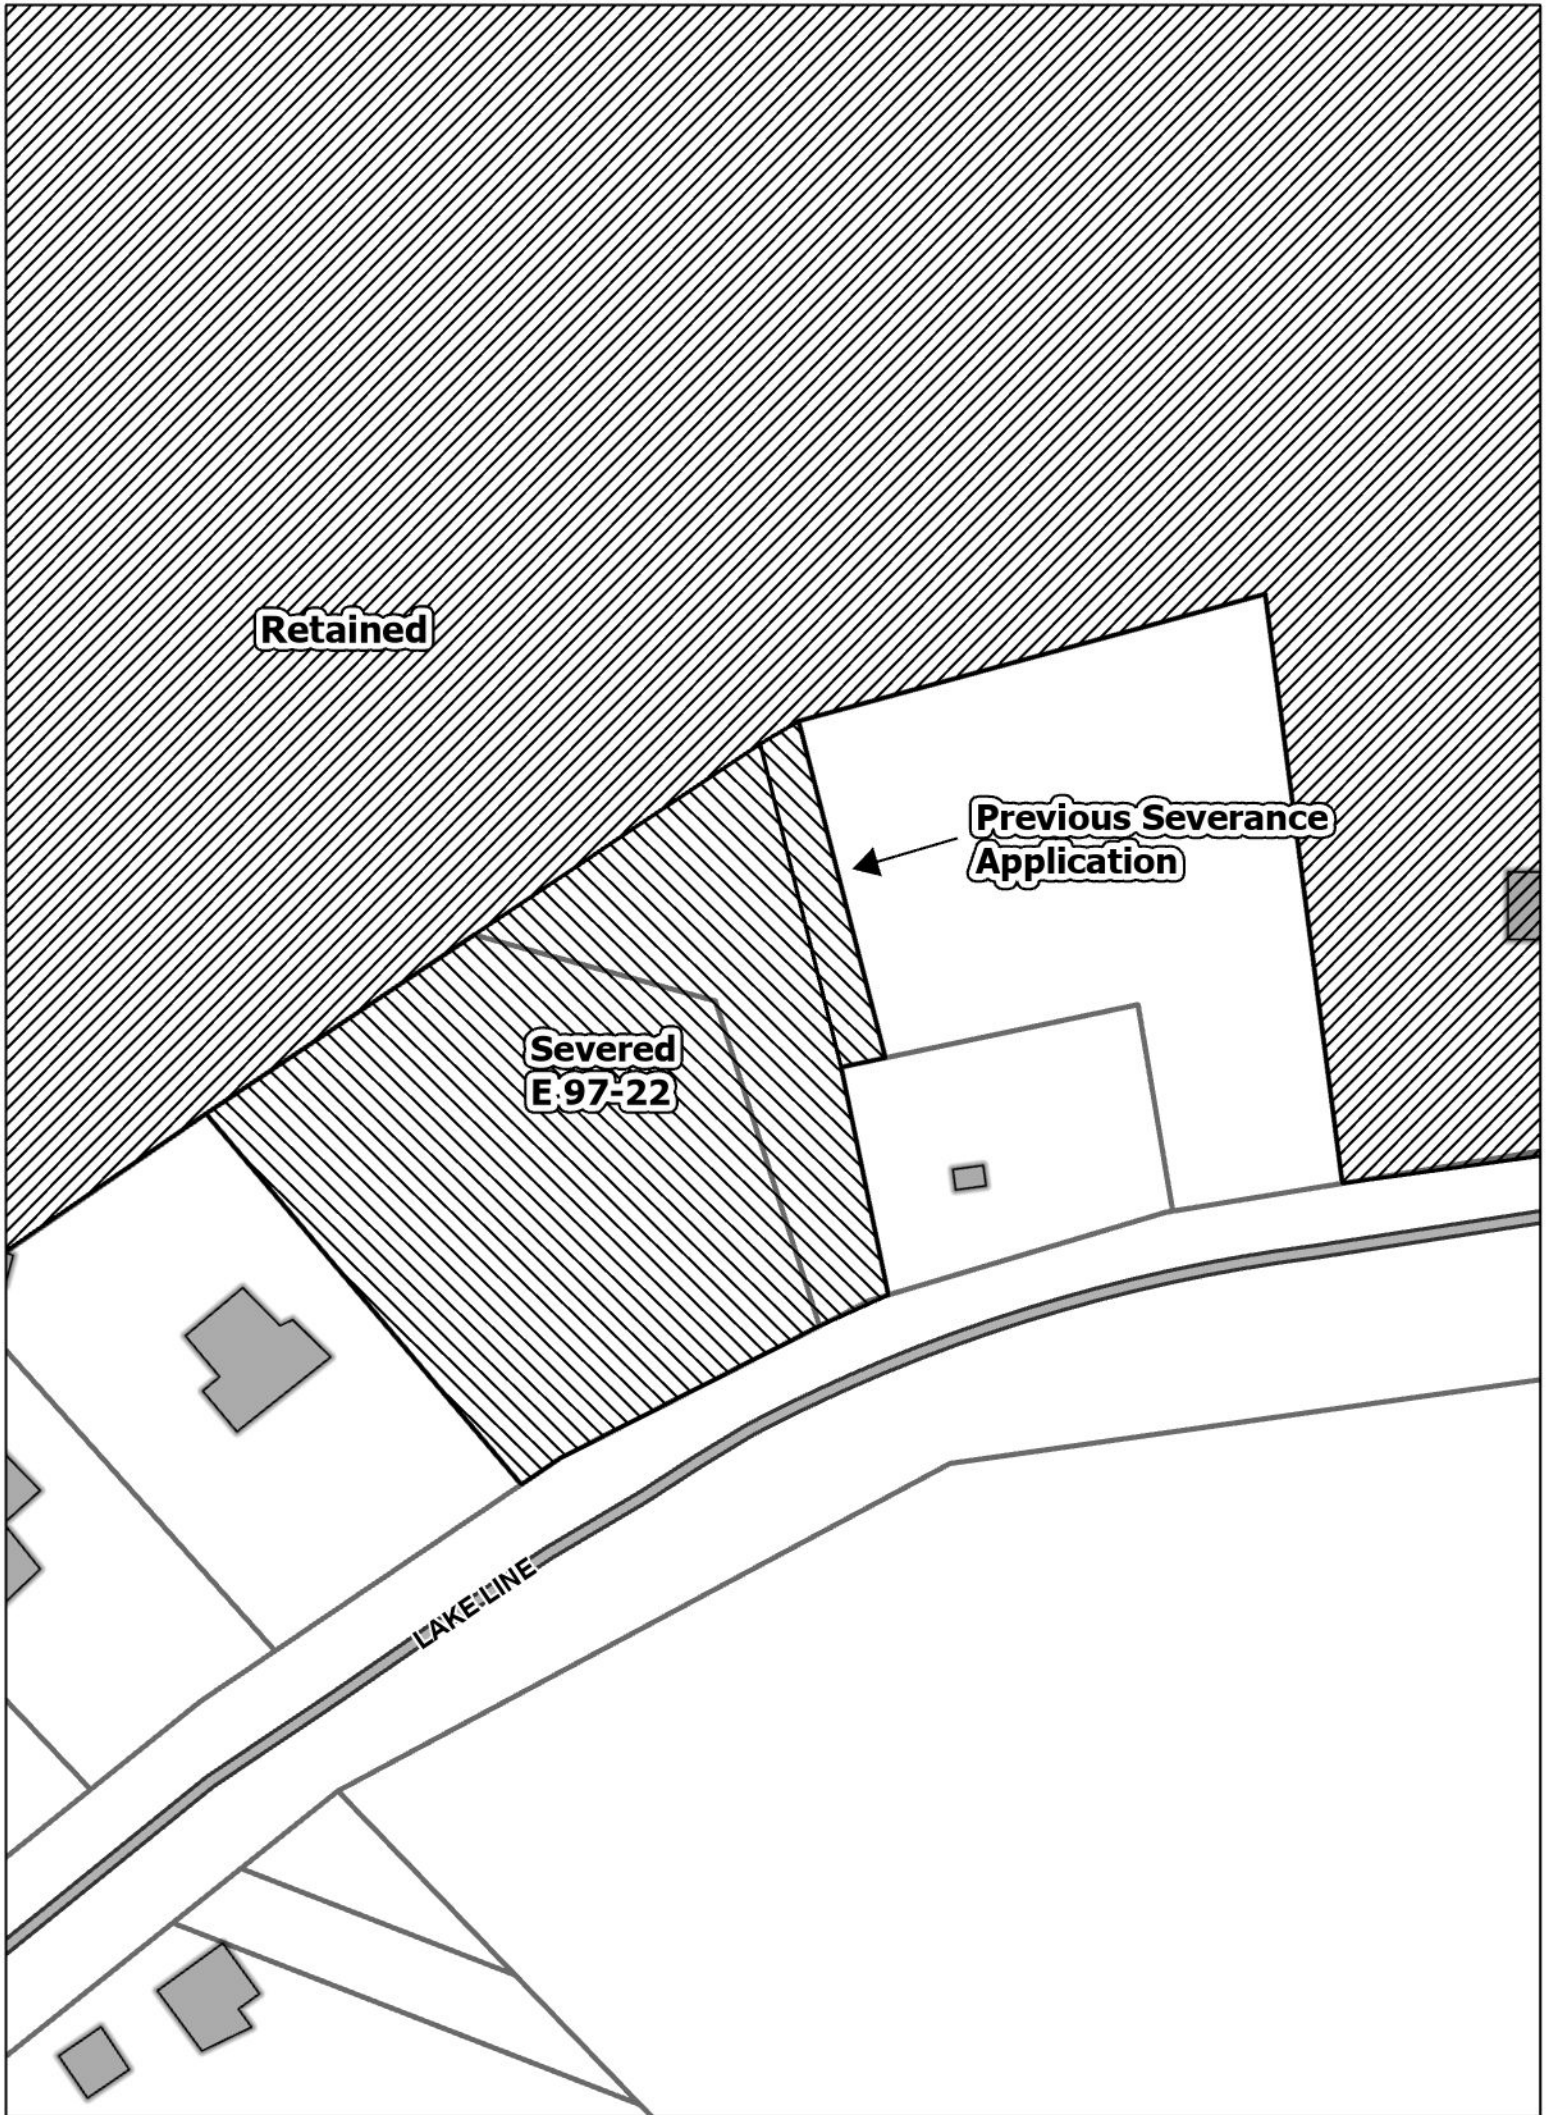 Retained
Previous Severance
Application
Severed
E 97-22
LAKE LINE